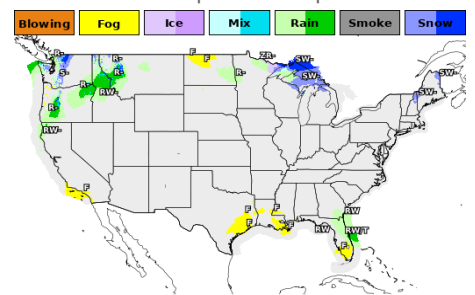 Blowing Fog Ice Mix Rain Smoke Snow
R-
F
F
ZR-
SW-
S-
R-
R-
SW-
R-
RW-
SW-
SW-
R-
RW-
F
F
F
F
F
RW
RW
RW/T
F